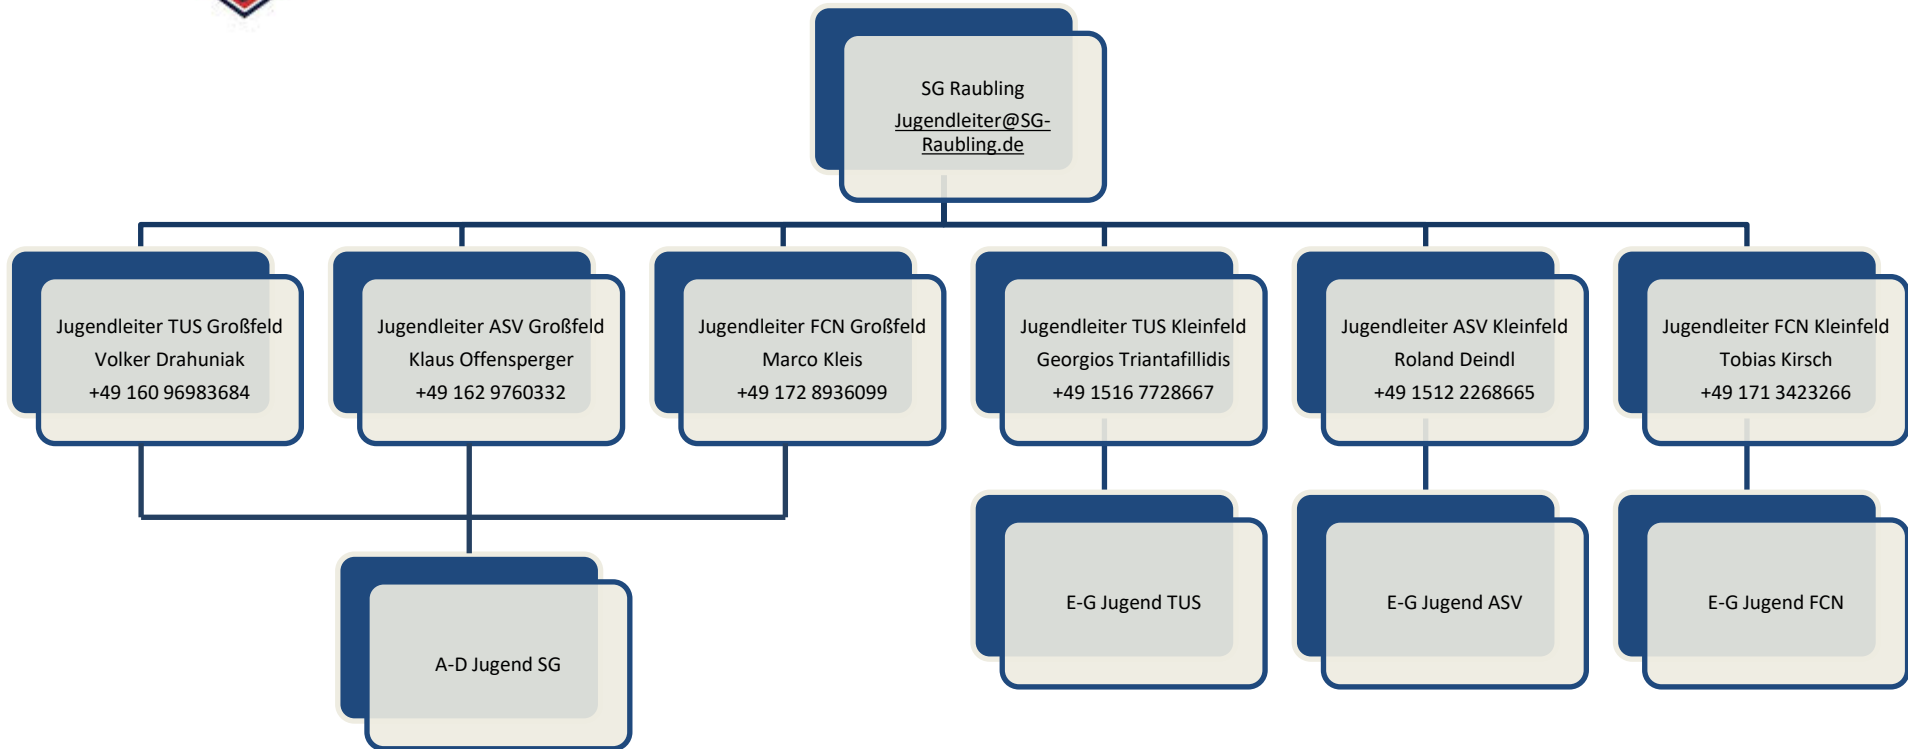 SG Raubling
Jugendleiter@SG-
Raubling.de
Jugendleiter TUS Großfeld
Volker Drahuniak
+49 160 96983684
Jugendleiter ASV Großfeld
Klaus Offensperger
+49 162 9760332
Jugendleiter FCN Großfeld
Marco Kleis
+49 172 8936099
Jugendleiter TUS Kleinfeld
Georgios Triantafillidis
+49 1516 7728667
Jugendleiter ASV Kleinfeld
Roland Deindl
+49 1512 2268665
Jugendleiter FCN Kleinfeld
Tobias Kirsch
+49 171 3423266
A-D Jugend SG
E-G Jugend TUS
E-G Jugend ASV
E-G Jugend FCN